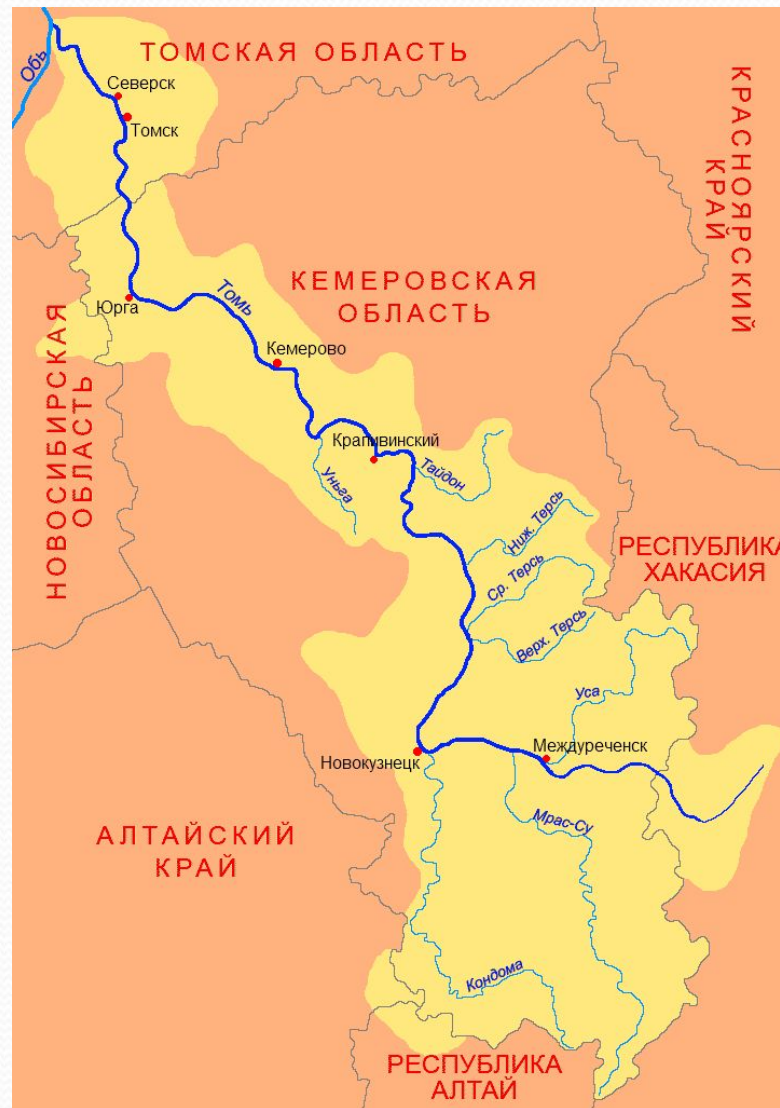 Обь
ТОМСКАЯ ОБЛАСТЬ
Северск
Томск
КРАСНОЯРСКИЙ
КРАЙ
КЕМЕРОВСКАЯ
ОБЛАСТЬ
Томь
Юрга
НОВОСИБИРСКАЯ
ОБЛАСТЬ
Кемерово
Крапивинский
Уньга
Тайдон
Ниж. Терсь
РЕСПУБЛИКА
ХАКАСИЯ
Ср. Терсь
Верх. Терсь
Уса
Новокузнецк
Междуреченск
АЛТАЙСКИЙ
КРАЙ
Мрас-Су
Кондома
РЕСПУБЛИКА
АЛТАЙ